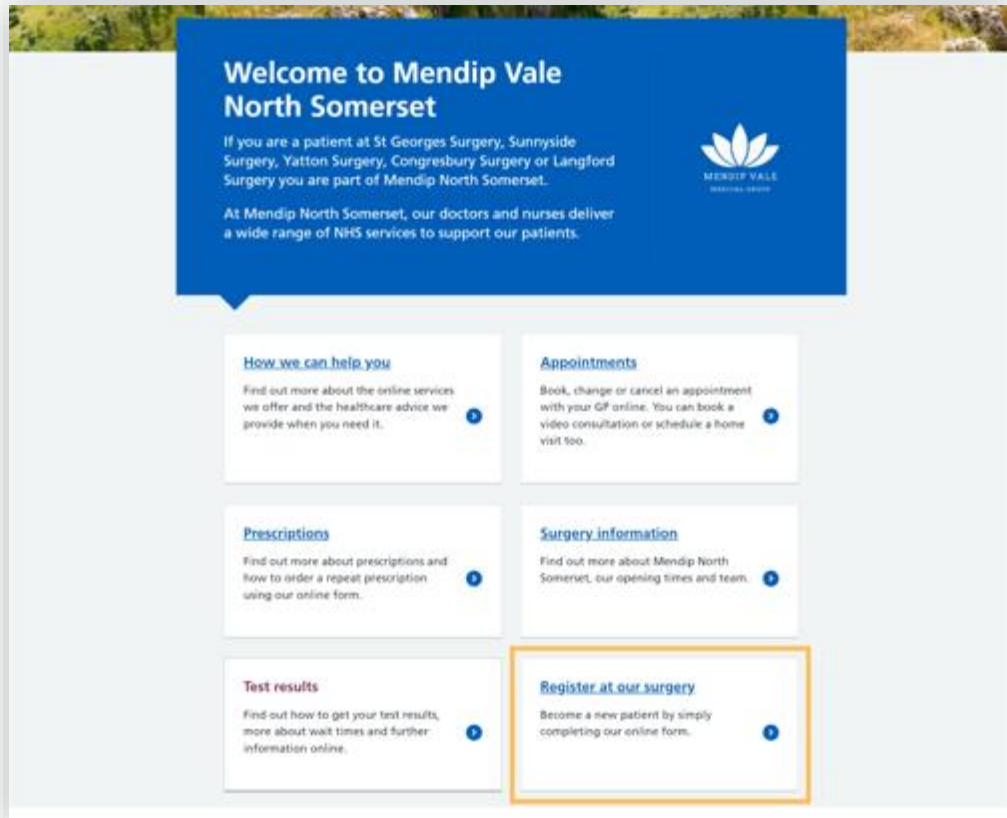 Welcome to Mendip Vale
North Somerset
If you are a patient at St Georges Surgery, Sunnyside
Surgery, Yatton Surgery, Congresbury Surgery or Langford
Surgery you are part of Mendip North Somerset.
At Mendip North Somerset, our doctors and nurses deliver
a wide range of NHS services to support our patients.
MENDIP VALE
MEDICAL GROUP
How we can help you
Find out more about the online services
we offer and the healthcare advice we
provide when you need it.
Appointments
Book, change or cancel an appointment
with your GP online. You can book a
video consultation or schedule a home
visit too.
Prescriptions
Find out more about prescriptions and
how to order a repeat prescription
using our online form.
Surgery information
Find out more about Mendip North
Somerset, our opening times and team.
Test results
Find out how to get your test results,
more about wait times and further
information online.
Register at our surgery
Become a new patient by simply
completing our online form.